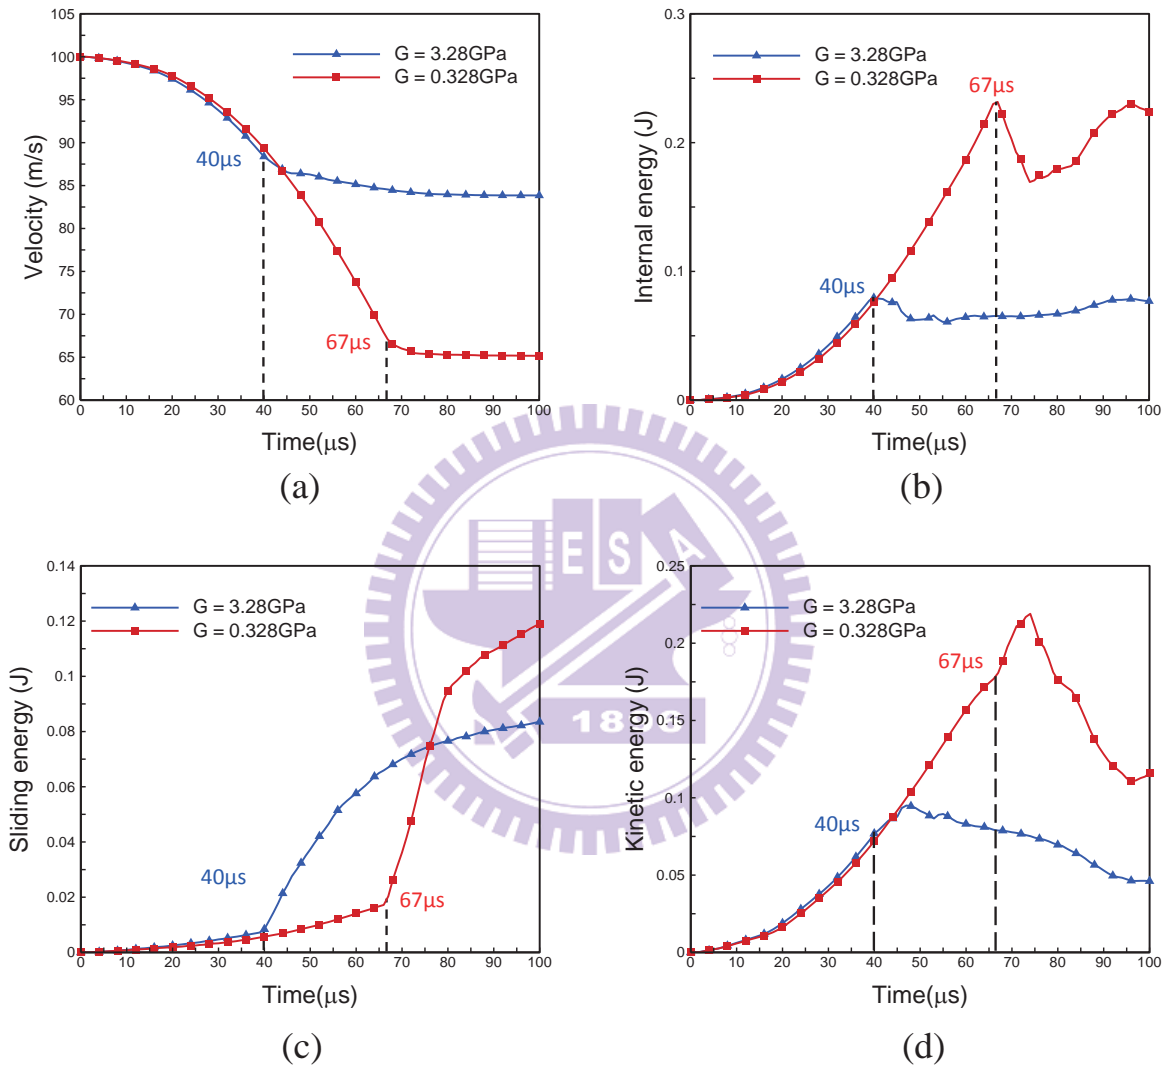 105
100
95
90
85
80
75
70
65
60
Velocity (m/s)
G = 3.28GPa
G = 0.328GPa
40μs
67μs
0 10 20 30 40 50 60 70 80 90 100
Time(μs)
(a)
0.3
0.2
0.1
0
Internal energy (J)
G = 3.28GPa
G = 0.328GPa
67μs
40μs
0 10 20 30 40 50 60 70 80 90 100
Time(μs)
(b)
E S A
1896
0.14
0.12
0.1
0.08
0.06
0.04
0.02
0
Sliding energy (J)
G = 3.28GPa
G = 0.328GPa
40μs
67μs
0 10 20 30 40 50 60 70 80 90 100
Time(μs)
(c)
0.25
0.2
0.15
0.1
0.05
0
Kinetic energy (J)
G = 3.28GPa
G = 0.328GPa
67μs
40μs
0 10 20 30 40 50 60 70 80 90 100
Time(μs)
(d)